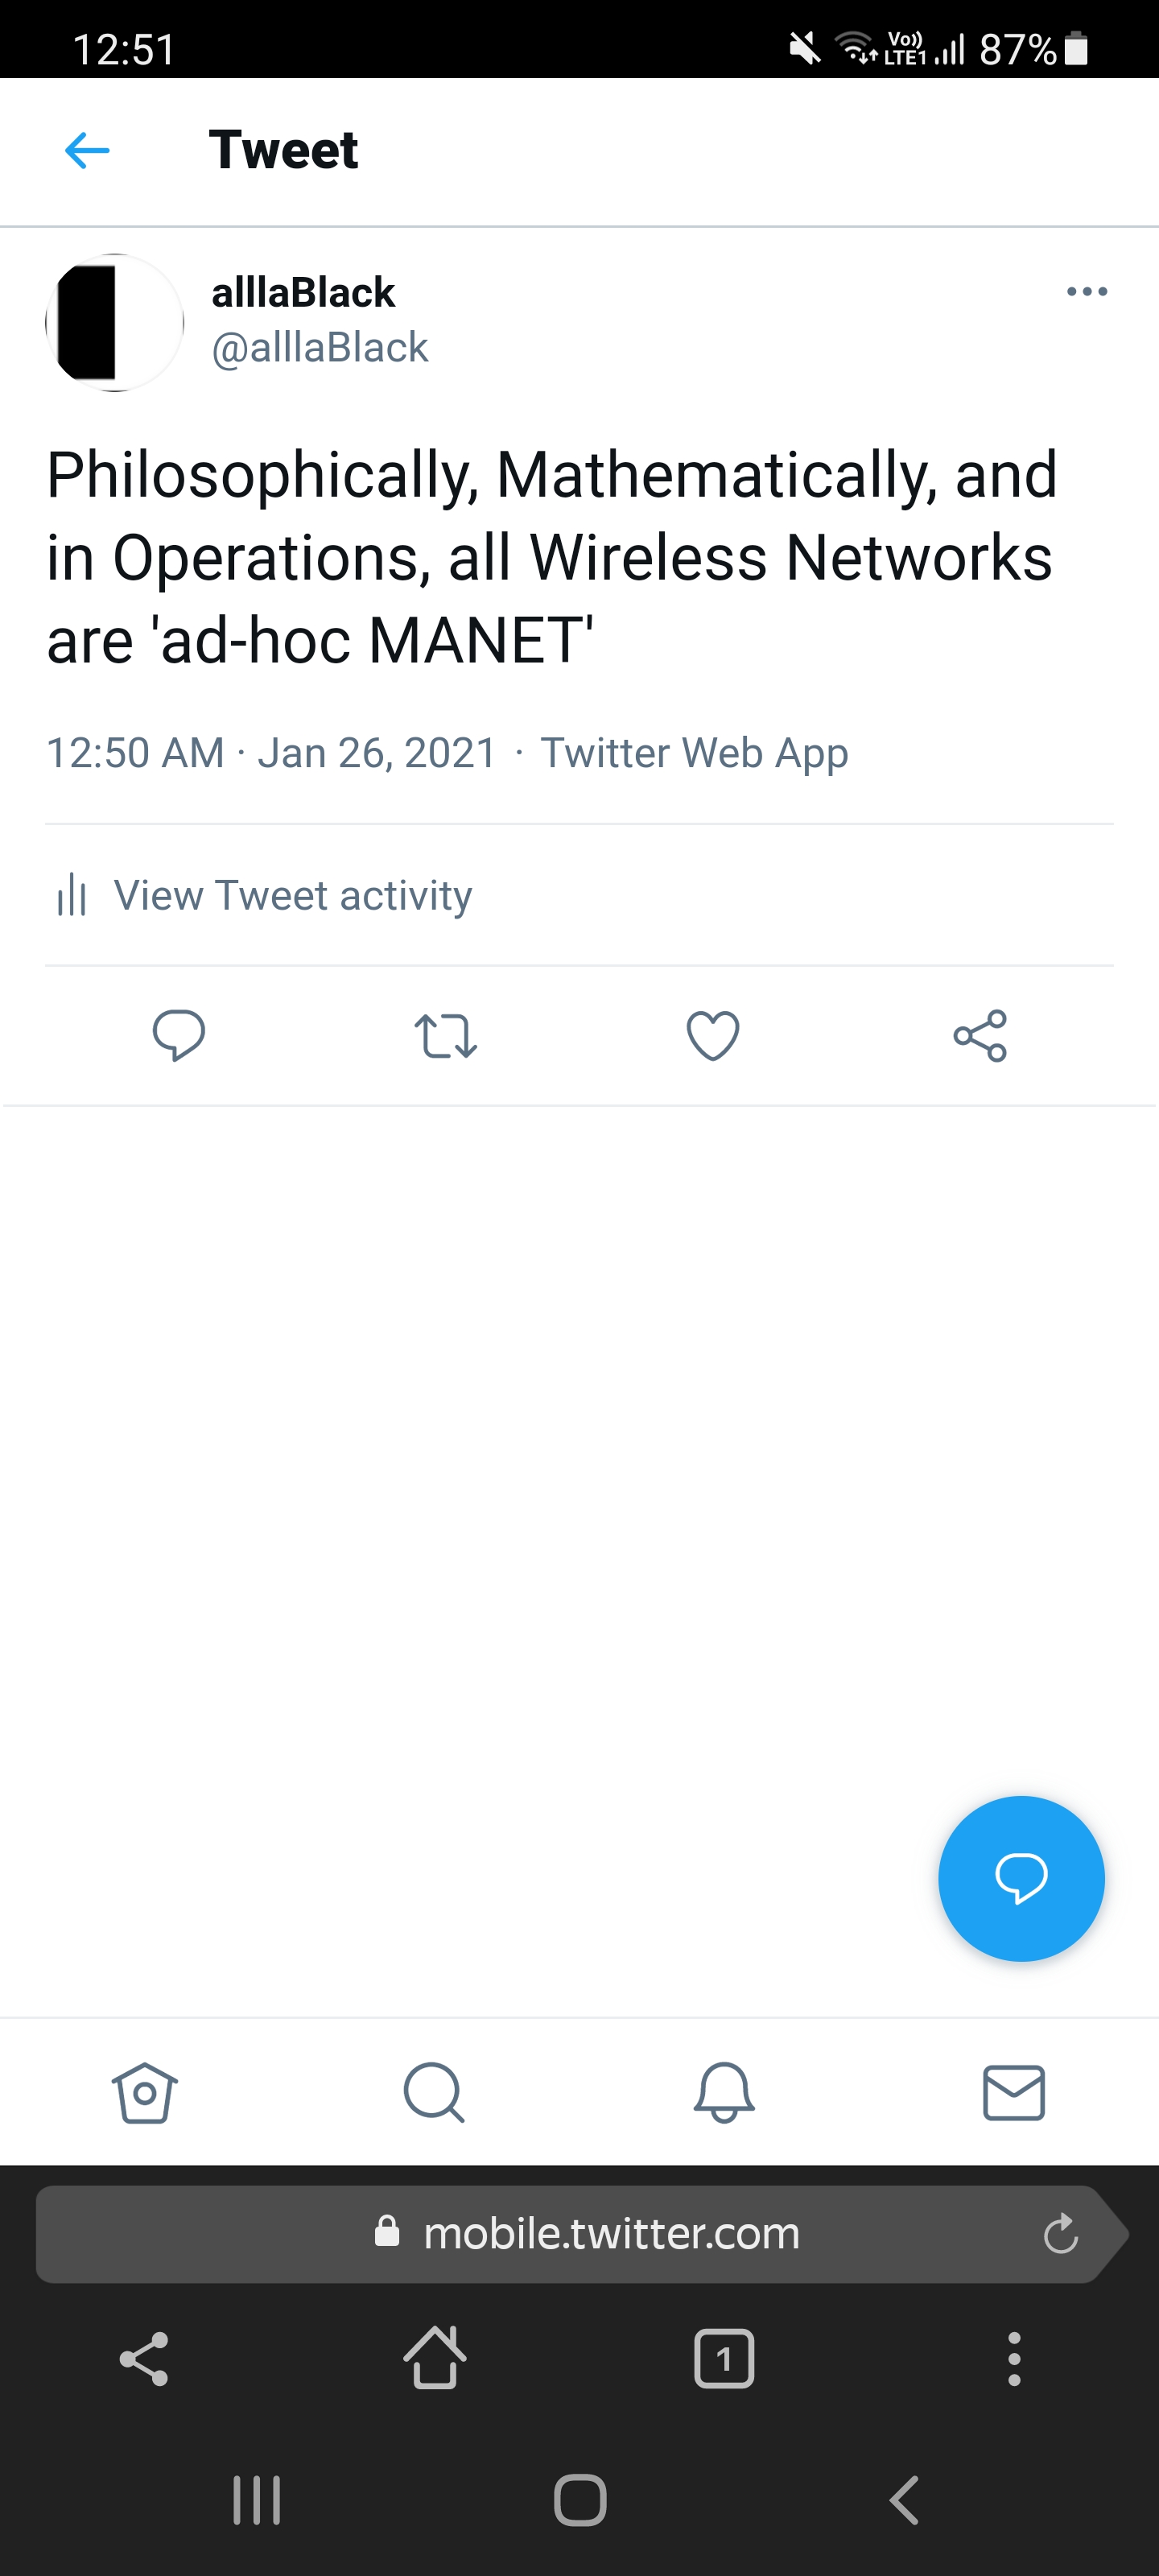 12:51 Vo)) LTE1 87%
Tweet
alllaBlack
@alllaBlack
Philosophically, Mathematically, and
in Operations, all Wireless Networks
are 'ad-hoc MANET'
12:50 AM · Jan 26, 2021 · Twitter Web App
View Tweet activity
mobile.twitter.com
1